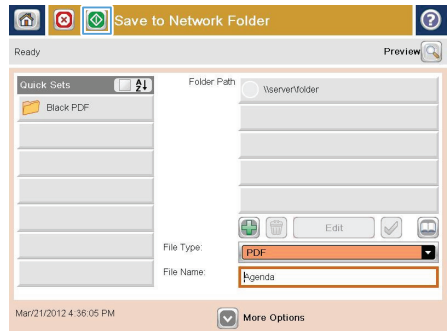 Save to Network Folder
Ready
Preview
Quick Sets
Folder Path
\\server\folder
Black PDF
Edit
File Type:
PDF
File Name:
Agenda
Mar/21/2012 4:36:05 PM
More Options